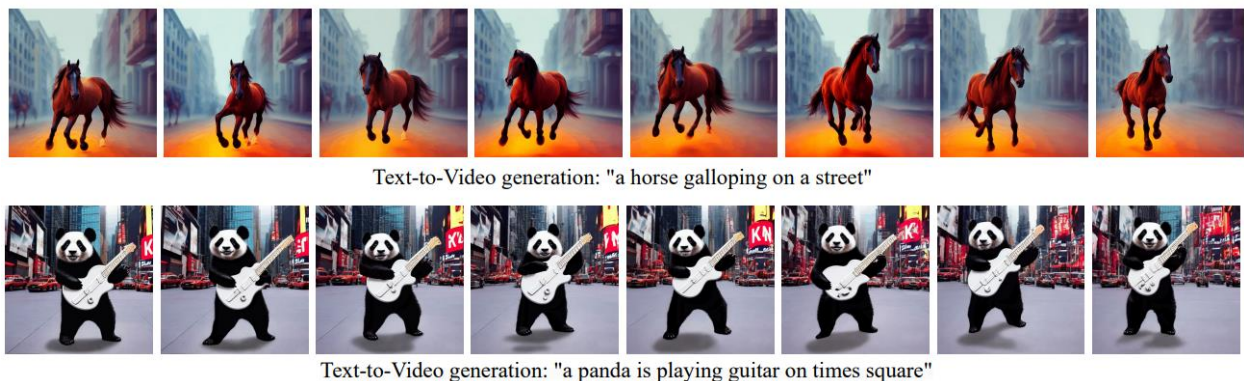 Text-to-Video generation: "a horse galloping on a street"
Text-to-Video generation: "a panda is playing guitar on times square"